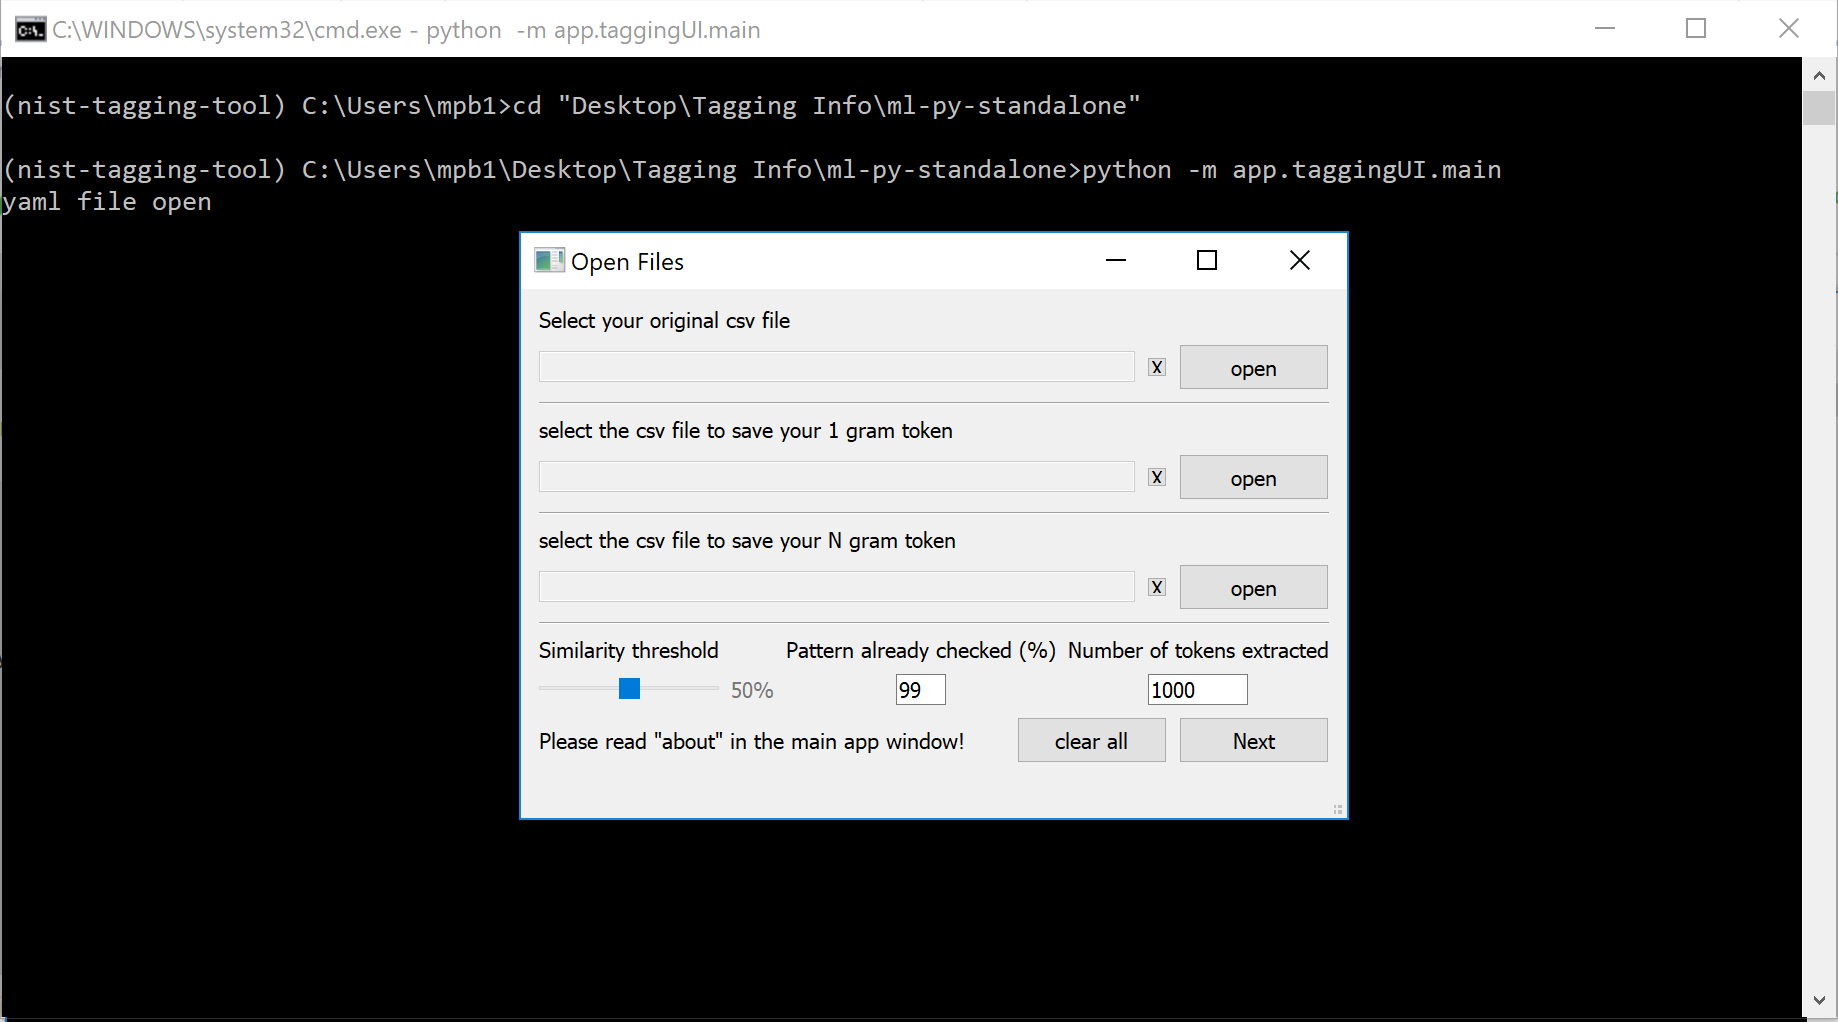 C:\WINDOWS\system32\cmd.exe - python  -m app.taggingUI.main
(nist-tagging-tool) C:\Users\mpb1>cd "Desktop\Tagging Info\ml-py-standalone"
(nist-tagging-tool) C:\Users\mpb1\Desktop\Tagging Info\ml-py-standalone>python -m app.taggingUI.main
yaml file open
Open Files
Select your original csv file
X open
select the csv file to save your 1 gram token
X open
select the csv file to save your N gram token
X open
Similarity threshold Pattern already checked (%) Number of tokens extracted
50% 99 1000
Please read "about" in the main app window! clear all Next